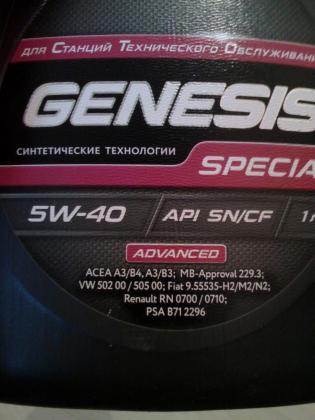 для Станций Технического Обслуживани
GENESIS
СИНТЕТИЧЕСКИЕ ТЕХНОЛОГИИ
SPECIA
5W-40 API SN/CF 1
ADVANCED
ACEA A3/B4, A3/B3; MB-Approval 229.3;
VW 502 00 / 505 00; Fiat 9.55535-H2/M2/N2;
Renault RN 0700 / 0710;
PSA B71 2296